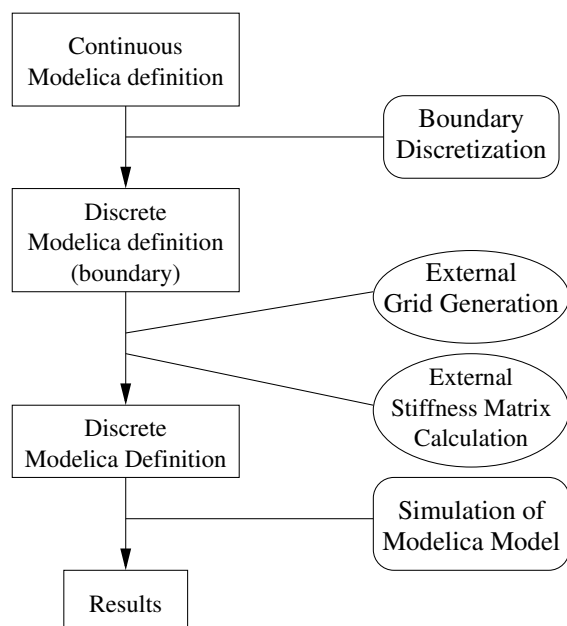 Continuous
Modelica definition
Boundary
Discretization
Discrete
Modelica definition
(boundary)
External
Grid Generation
External
Stiffness Matrix
Calculation
Discrete
Modelica Definition
Simulation of
Modelica Model
Results